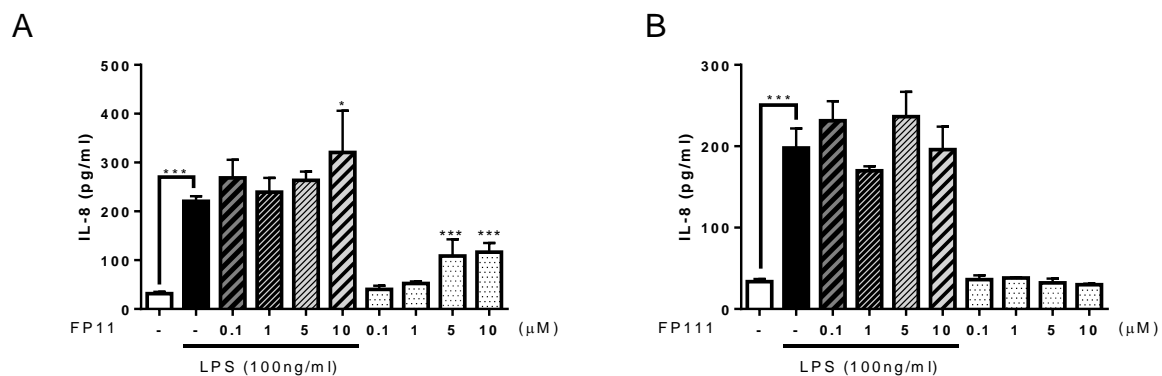 A
IL-8 (pg/ml)
500
400
300
200
100
0
***
*
***
***
FP11 - - 0.1 1 5 10 0.1 1 5 10 (μM)
LPS (100ng/ml)
B
IL-8 (pg/ml)
300
200
100
0
***
FP111 - - 0.1 1 5 10 0.1 1 5 10 (μM)
LPS (100ng/ml)